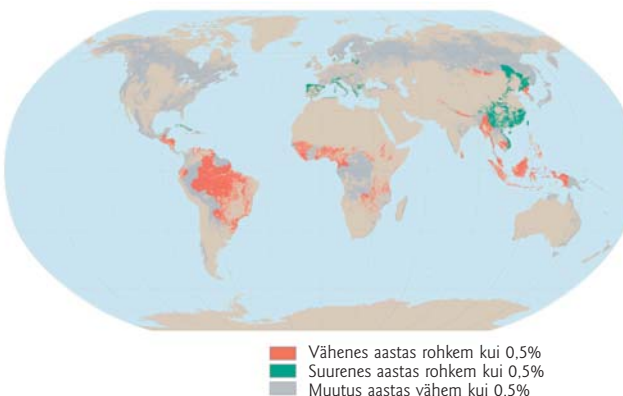 Vähenes aastas rohkem kui 0,5%
Suurenes aastas rohkem kui 0,5%
Muutus aastas vähem kui 0,5%